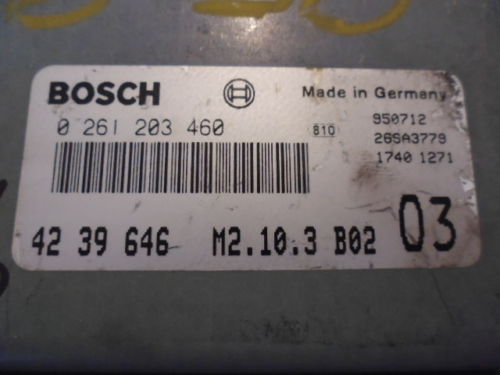 BOSCH Made in Germany
0 261 203 460 810 950712
26SA3779
1740 1271
42 39 646 M2.10.3 B02 03